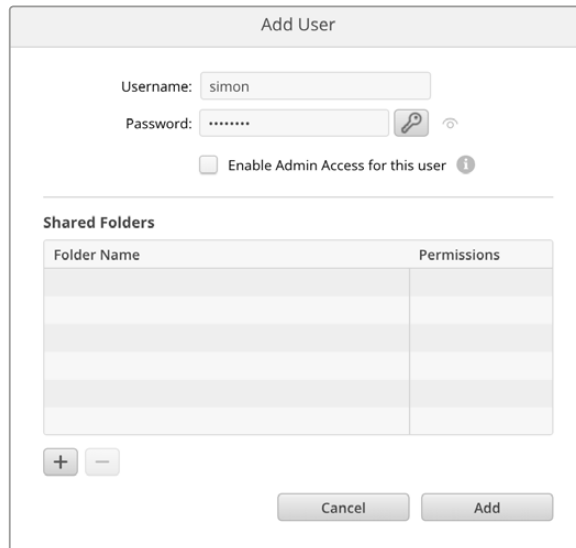 Add User
Username: simon
Password: ••••••••
Enable Admin Access for this user
Shared Folders
Folder Name Permissions
Cancel Add